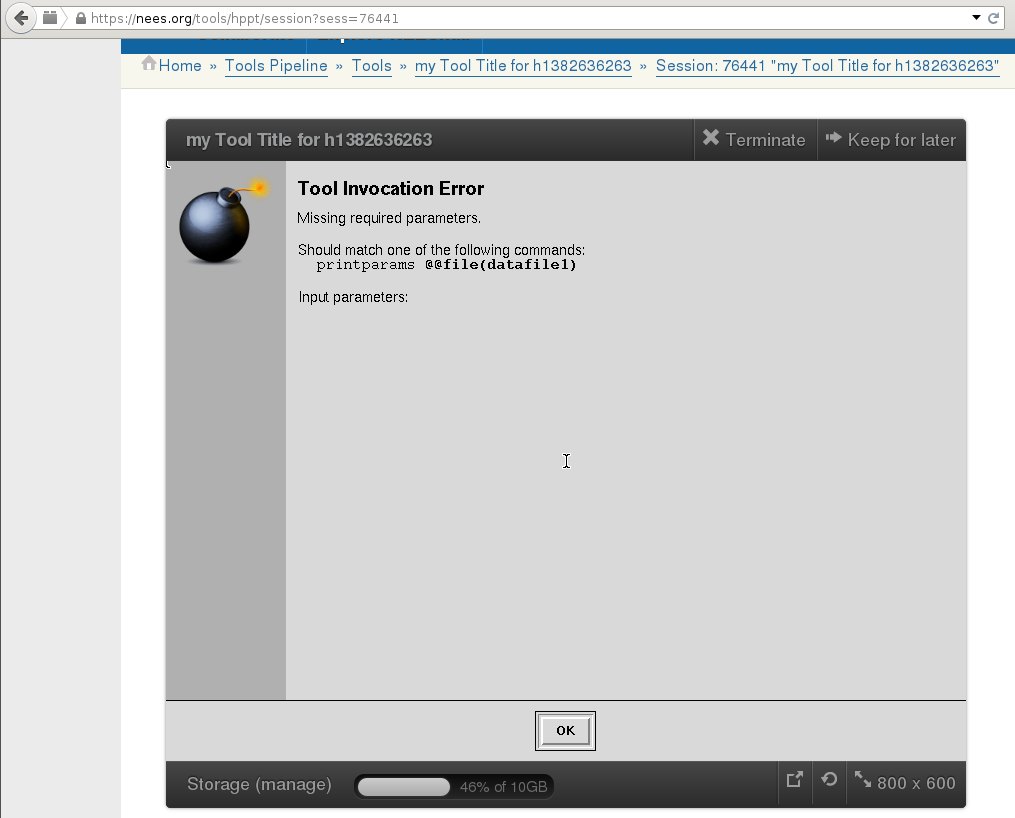 https://nees.org/tools/hppt/session?sess=76441
Home » Tools Pipeline » Tools » my Tool Title for h1382636263 » Session: 76441 "my Tool Title for h1382636263"
my Tool Title for h1382636263 Terminate Keep for later
Tool Invocation Error
Missing required parameters.
Should match one of the following commands:
printparams @@file(datafile1)
Input parameters:
OK
Storage (manage) 46% of 10GB 800 x 600